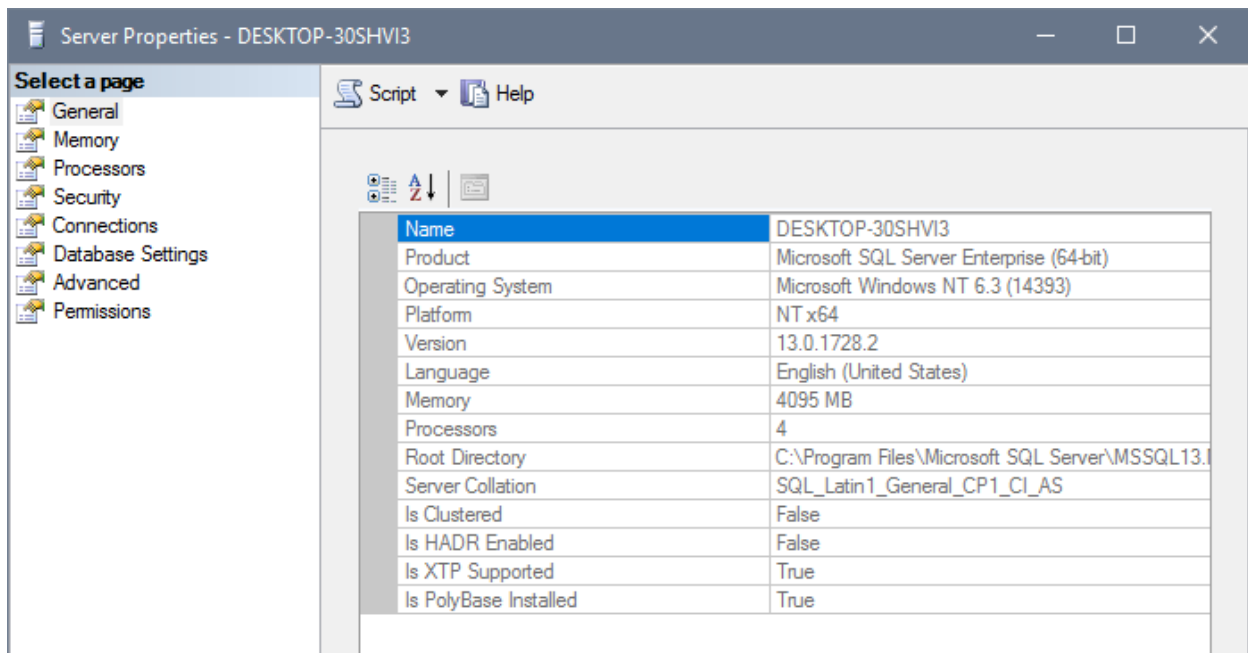 Server Properties - DESKTOP-30SHVI3
Select a page
General
Memory
Processors
Security
Connections
Database Settings
Advanced
Permissions
Script Help
Name DESKTOP-30SHVI3
Product Microsoft SQL Server Enterprise (64-bit)
Operating System Microsoft Windows NT 6.3 (14393)
Platform NT x64
Version 13.0.1728.2
Language English (United States)
Memory 4095 MB
Processors 4
Root Directory C:\Program Files\Microsoft SQL Server\MSSQL13.
Server Collation SQL_Latin1_General_CP1_CI_AS
Is Clustered False
Is HADR Enabled False
Is XTP Supported True
Is PolyBase Installed True